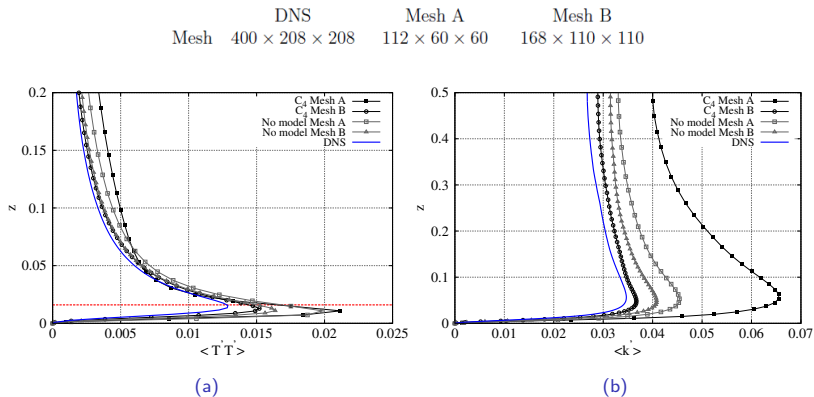 DNS Mesh A Mesh B
Mesh 400 × 208 × 208 112 × 60 × 60 168 × 110 × 110
C₄ Mesh A
C₄ Mesh B
No model Mesh A
No model Mesh B
DNS
0.2
0.15
0.1
0.05
0
z
0 0.005 0.01 0.015 0.02 0.025
< T'T' >
(a)
C₄ Mesh A
C₄ Mesh B
No model Mesh A
No model Mesh B
DNS
0.5
0.4
0.3
0.2
0.1
0
z
0 0.01 0.02 0.03 0.04 0.05 0.06 0.07
<k'>
(b)